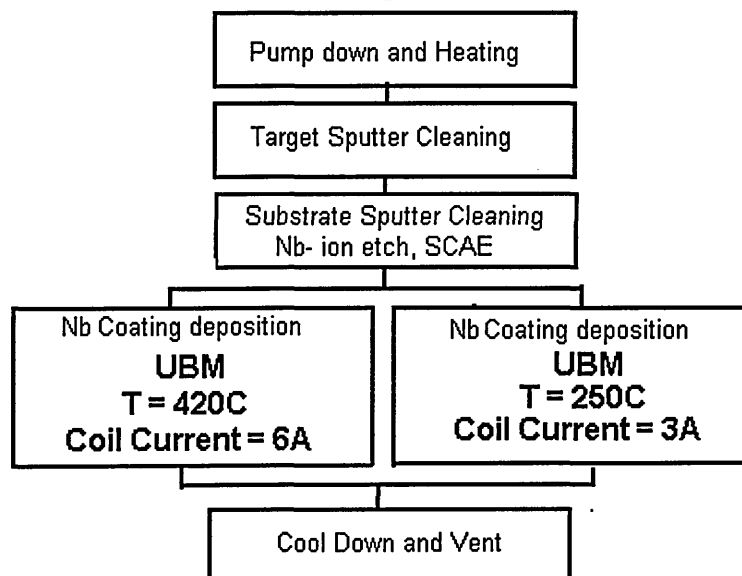 Pump down and Heating
Target Sputter Cleaning
Substrate Sputter Cleaning
Nb- ion etch, SCAE
Nb Coating deposition
UBM
T = 420C
Coil Current = 6A
Nb Coating deposition
UBM
T = 250C
Coil Current = 3A
Cool Down and Vent